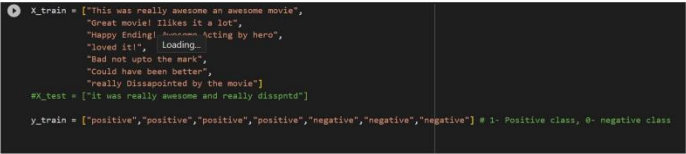 X_train = ["This was really awesome an awesome movie",
"Great movie! Ilikes it a lot",
"Happy Ending! Awesome Acting by hero",
Loading...
"loved it!",
"Bad not upto the mark",
"Could have been better",
"really Dissapointed by the movie"]
#X_test = ["it was really awesome and really disspntd"]
y_train = ["positive","positive","positive","positive","negative","negative","negative"] # 1- Positive class, 0- negative class